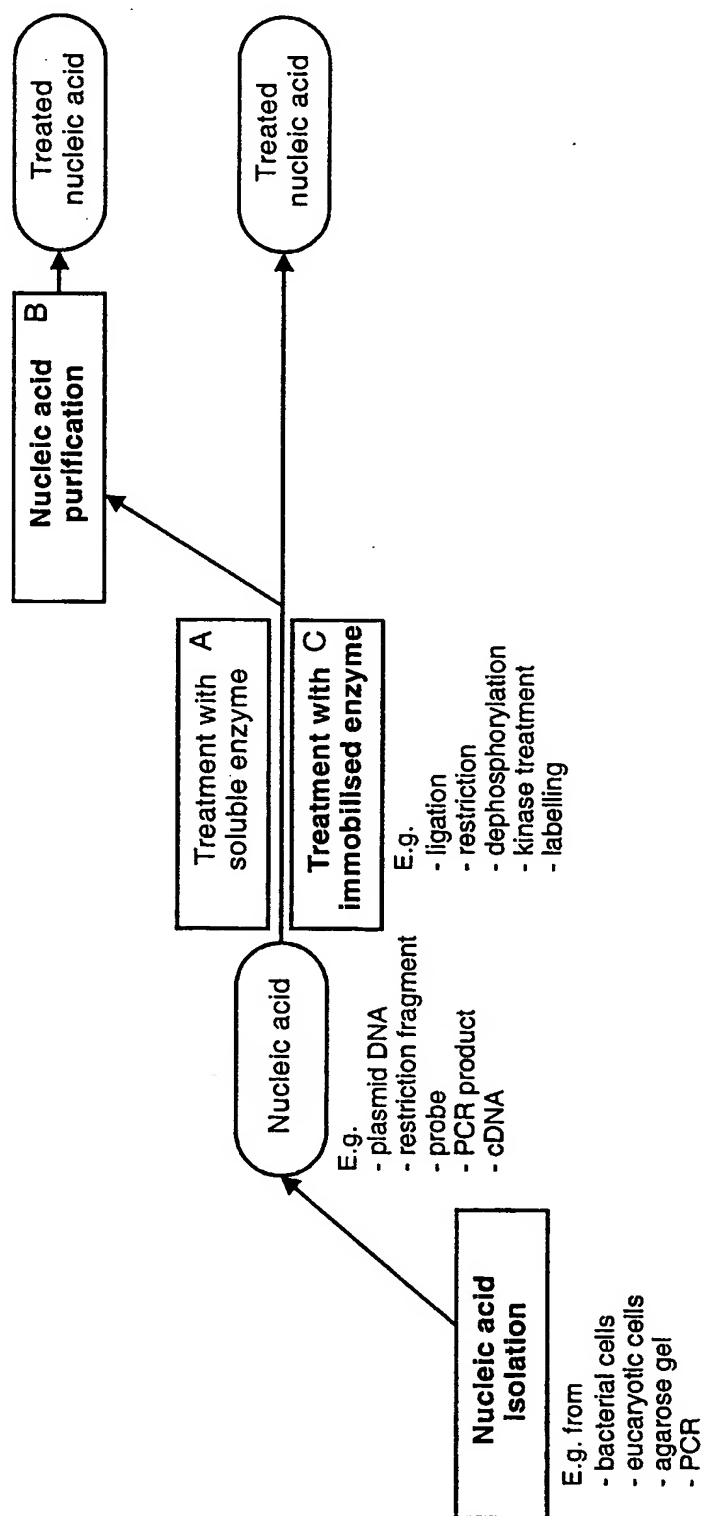 Nucleic acid
Isolation
E.g. from
- bacterial cells
- eucaryotic cells
- agarose gel
- PCR
Nucleic acid
E.g.
- plasmid DNA
- restriction fragment
- probe
- PCR product
- cDNA
Treatment with A
soluble enzyme
Treatment with C
immobilised enzyme
E.g.
- ligation
- restriction
- dephosphorylation
- kinase treatment
- labelling
Nucleic acid B
purification
Treated
nucleic acid
Treated
nucleic acid